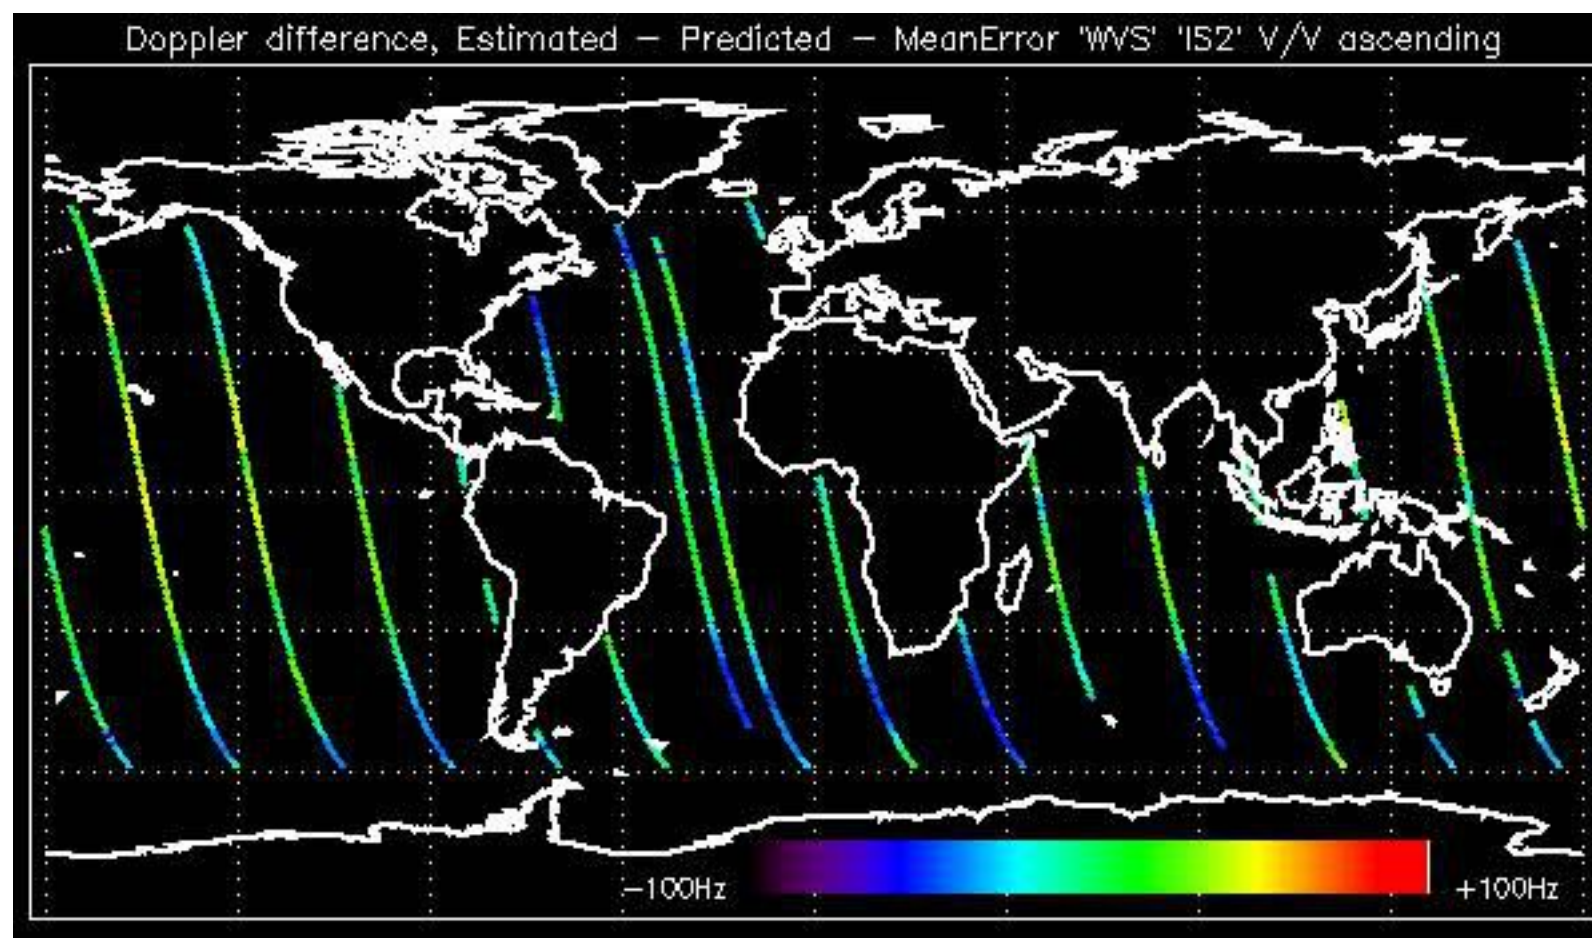 Doppler difference, Estimated – Predicted – MeanError 'WVS' 'IS2' V/V ascending
–100Hz
+100Hz